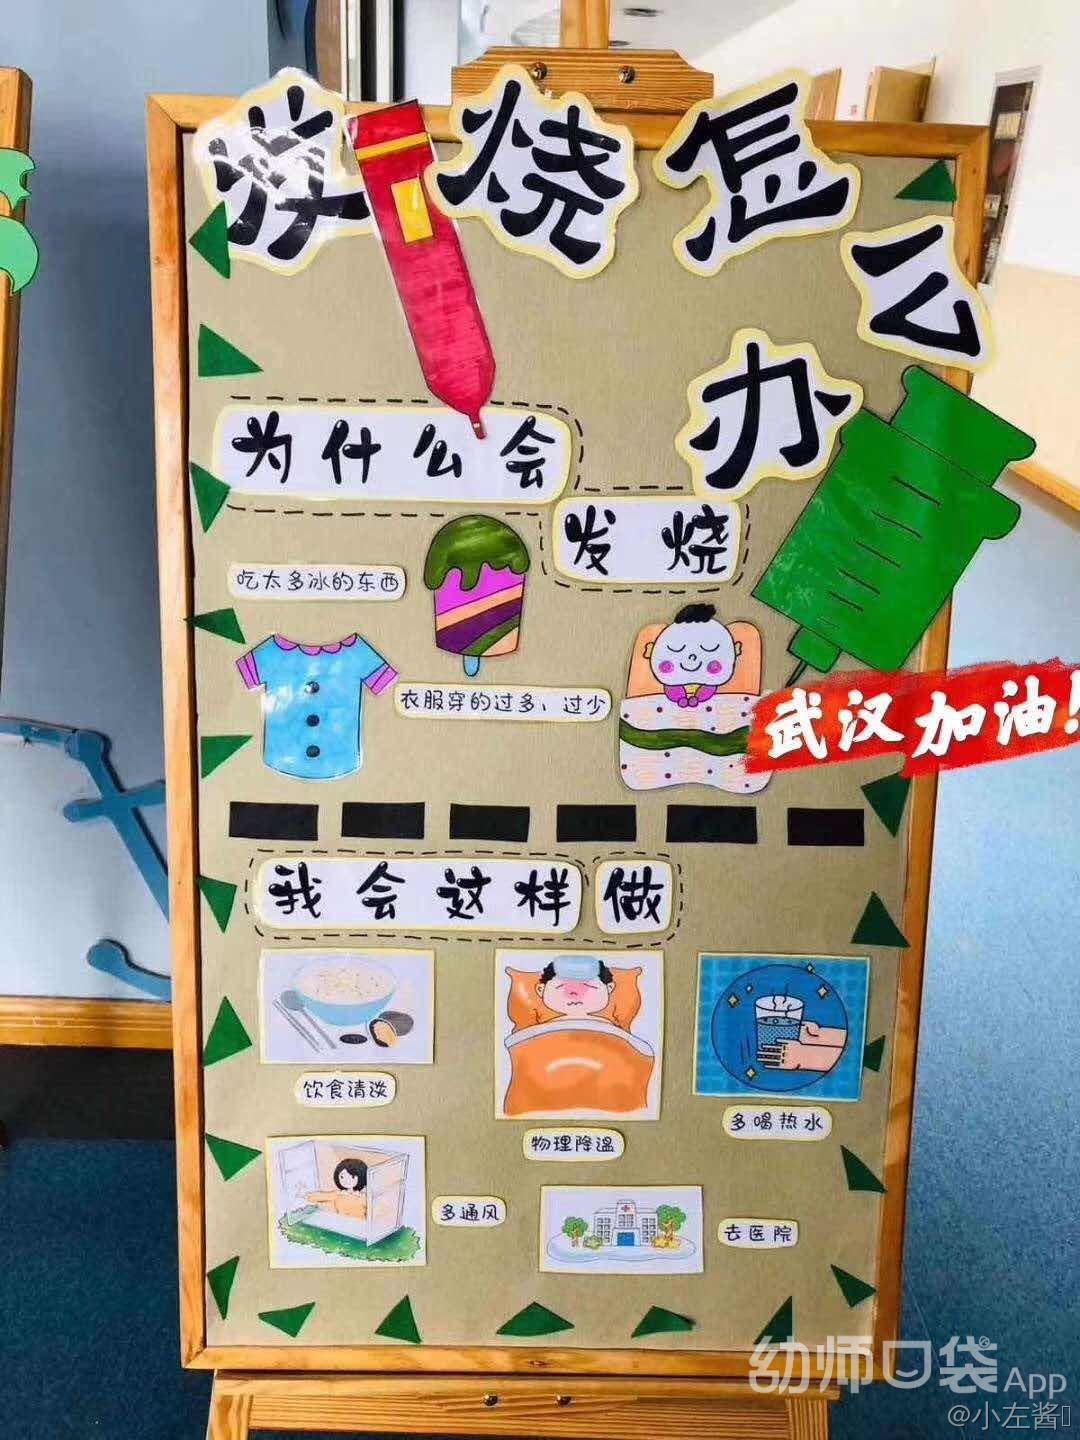 发烧怎么办
为什么会
发烧
吃太多冰的东西
衣服穿的过多、过少
武汉加油!
我会这样做
饮食清淡
物理降温
多喝热水
多通风
去医院
幼师口袋App
@小左酱